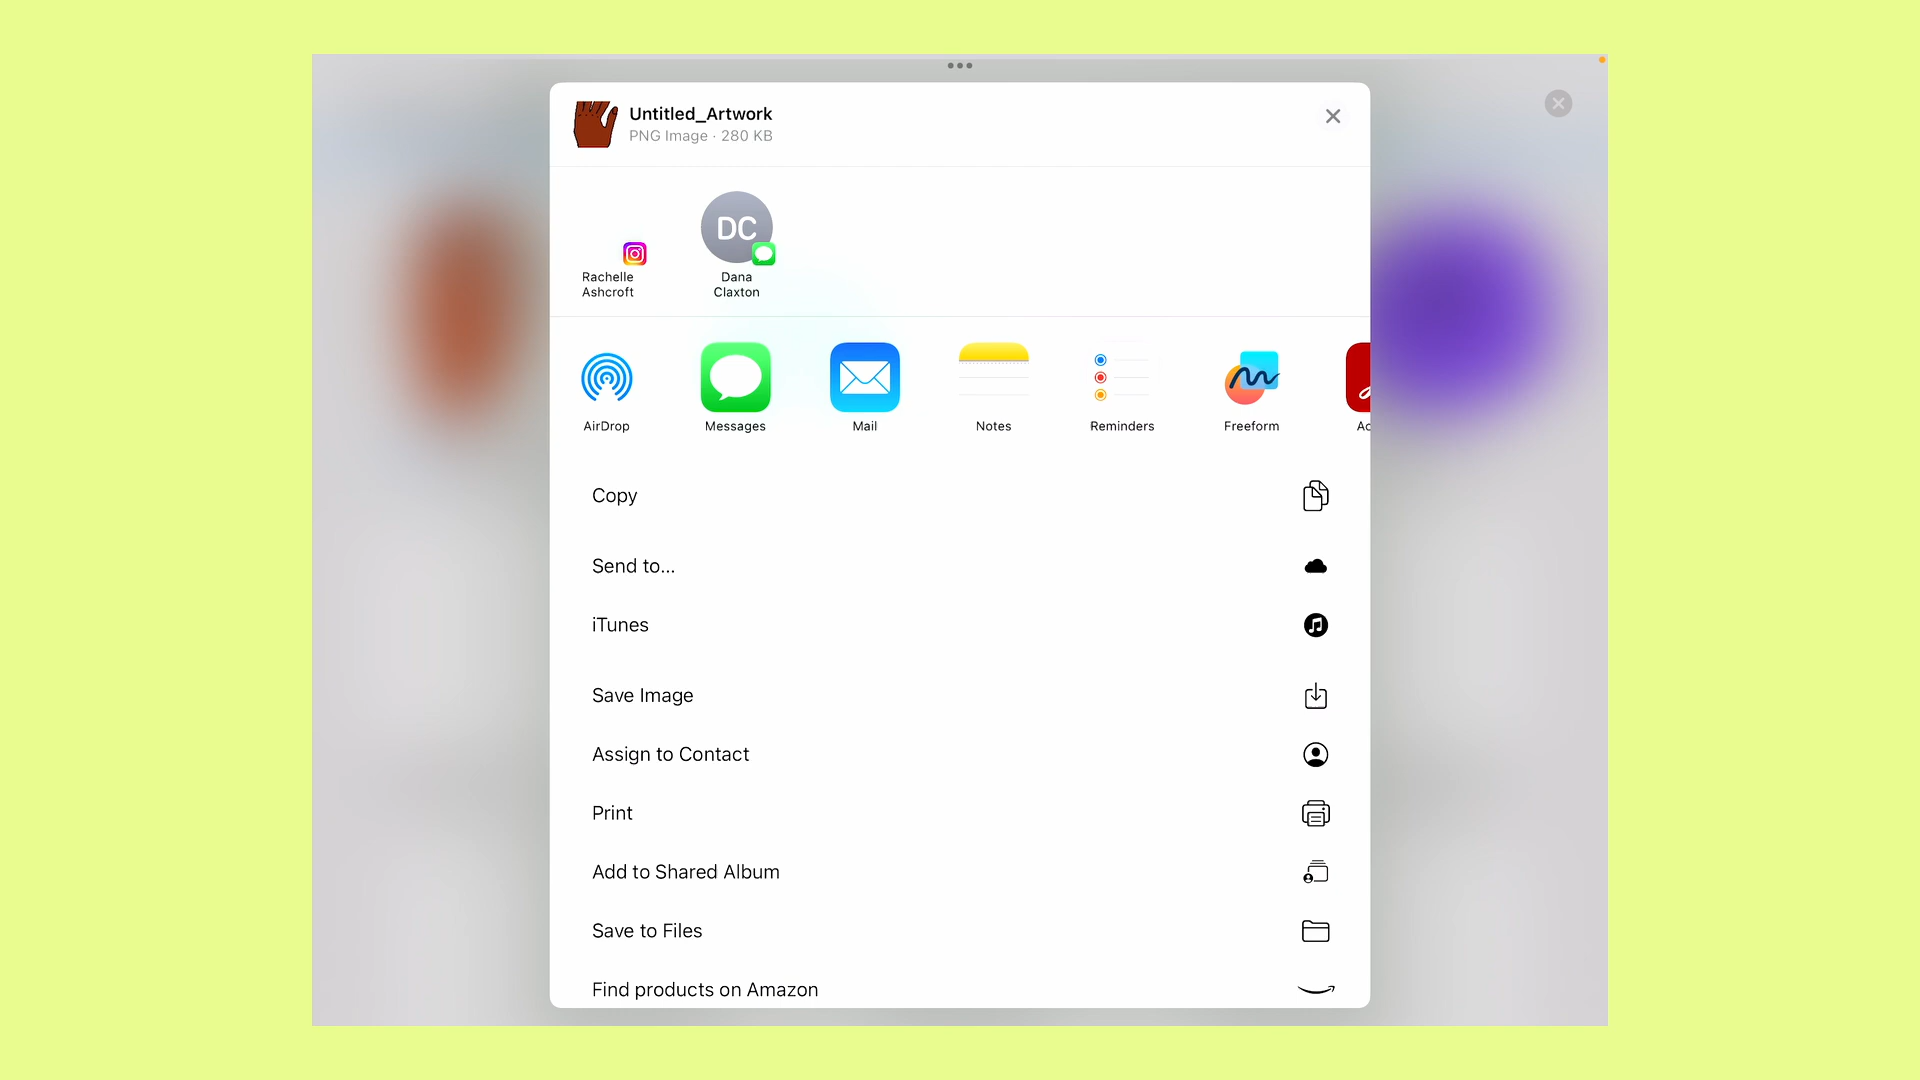 Untitled_Artwork
PNG Image · 280 KB
Rachelle
Ashcroft
DC
Dana
Claxton
AirDrop
Messages
Mail
Notes
Reminders
Freeform
Copy
Send to...
iTunes
Save Image
Assign to Contact
Print
Add to Shared Album
Save to Files
Find products on Amazon